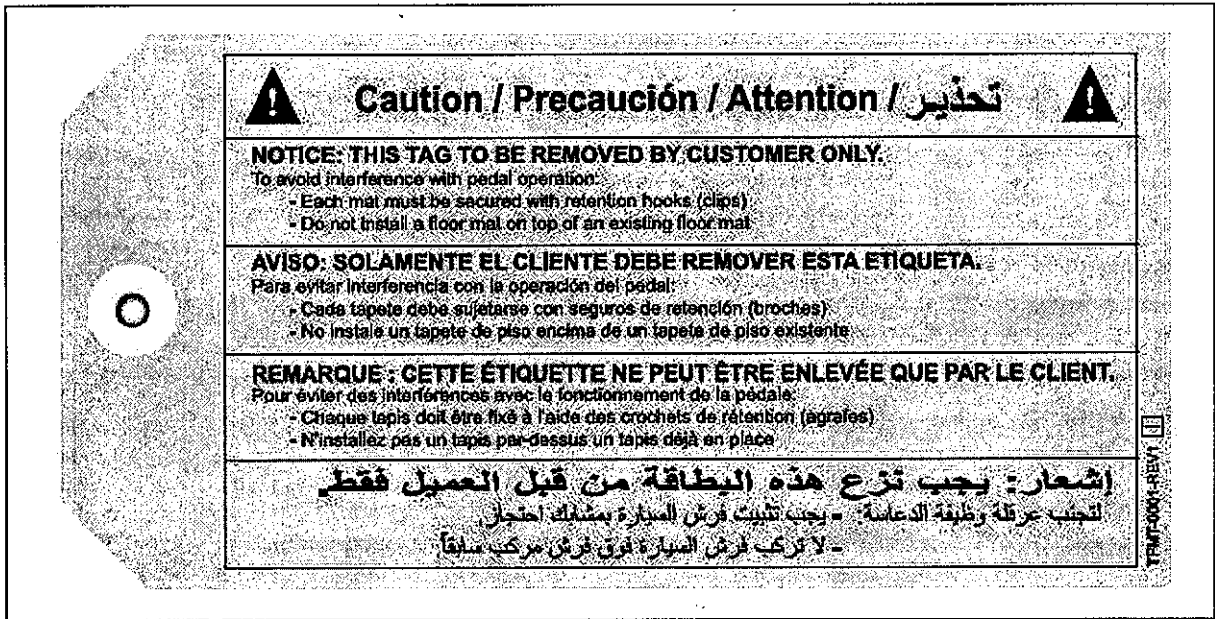 Caution / Precaución / Attention / تحذير
NOTICE: THIS TAG TO BE REMOVED BY CUSTOMER ONLY.
To avoid interference with pedal operation:
- Each mat must be secured with retention hooks (clips)
- Do not install a floor mat on top of an existing floor mat
AVISO: SOLAMENTE EL CLIENTE DEBE REMOVER ESTA ETIQUETA.
Para evitar interferencia con la operación del pedal:
- Cada tapete debe sujetarse con seguros de retención (broches)
- No instale un tapete de piso encima de un tapete de piso existente
REMARQUE : CETTE ÉTIQUETTE NE PEUT ÊTRE ENLEVÉE QUE PAR LE CLIENT.
Pour éviter des interférences avec le fonctionnement de la pédale:
- Chaque tapis doit être fixé à l'aide des crochets de rétention (agrafes)
- N'installez pas un tapis par-dessus un tapis déjà en place
إشعار: يجب نزع هذه البطاقة من قبل العميل فقط.
لتجنب عرقلة وظيفة الدعاسة: - يجب تثبيت فرش السيارة بمشابك احتجاز.
- لا تركب فرش السيارة فوق فرش مركب سابقاً
TFMT-0001-REV1